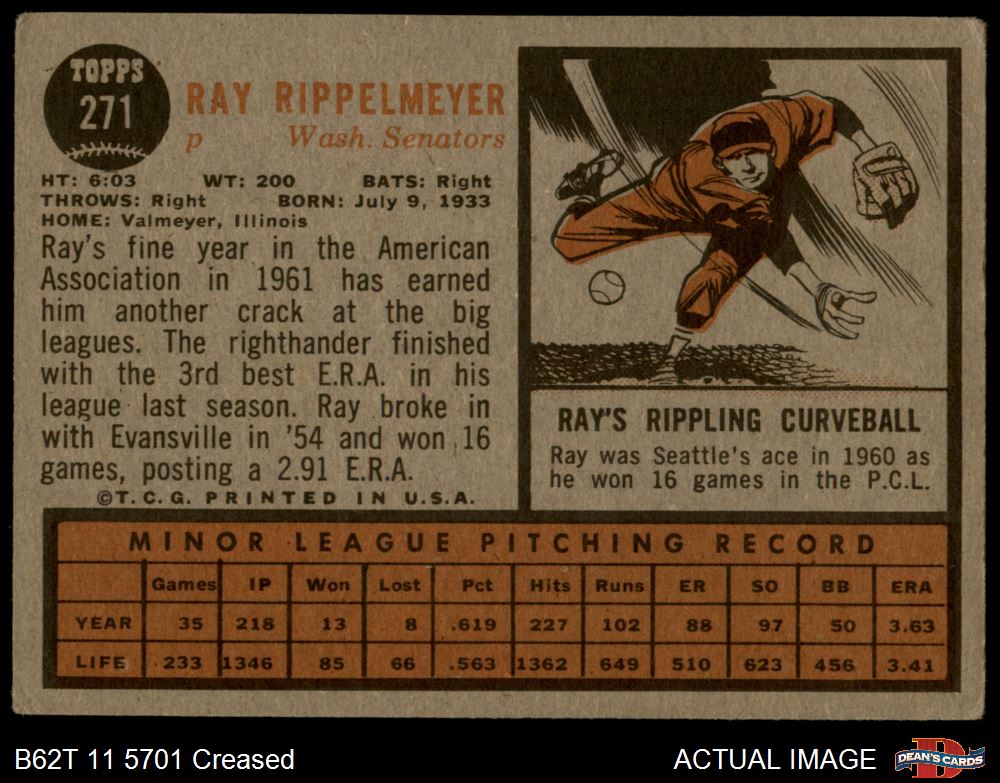 TOPPS
271
RAY RIPPELMEYER
p Wash. Senators
HT: 6:03 WT: 200 BATS: Right
THROWS: Right BORN: July 9, 1933
HOME: Valmeyer, Illinois
Ray's fine year in the American
Association in 1961 has earned
him another crack at the big
leagues. The righthander finished
with the 3rd best E.R.A. in his
league last season. Ray broke in
with Evansville in '54 and won 16
games, posting a 2.91 E.R.A.
©T.C.G. PRINTED IN U.S.A.
RAY'S RIPPLING CURVEBALL
Ray was Seattle's ace in 1960 as
he won 16 games in the P.C.L.
MINOR LEAGUE PITCHING RECORD
Games IP Won Lost Pct Hits Runs ER SO BB ERA
YEAR 35 218 13 8 .619 227 102 88 97 50 3.63
LIFE 233 1346 85 66 .563 1362 649 510 623 456 3.41
B62T 11 5701 Creased
ACTUAL IMAGE
D
DEAN'S CARDS